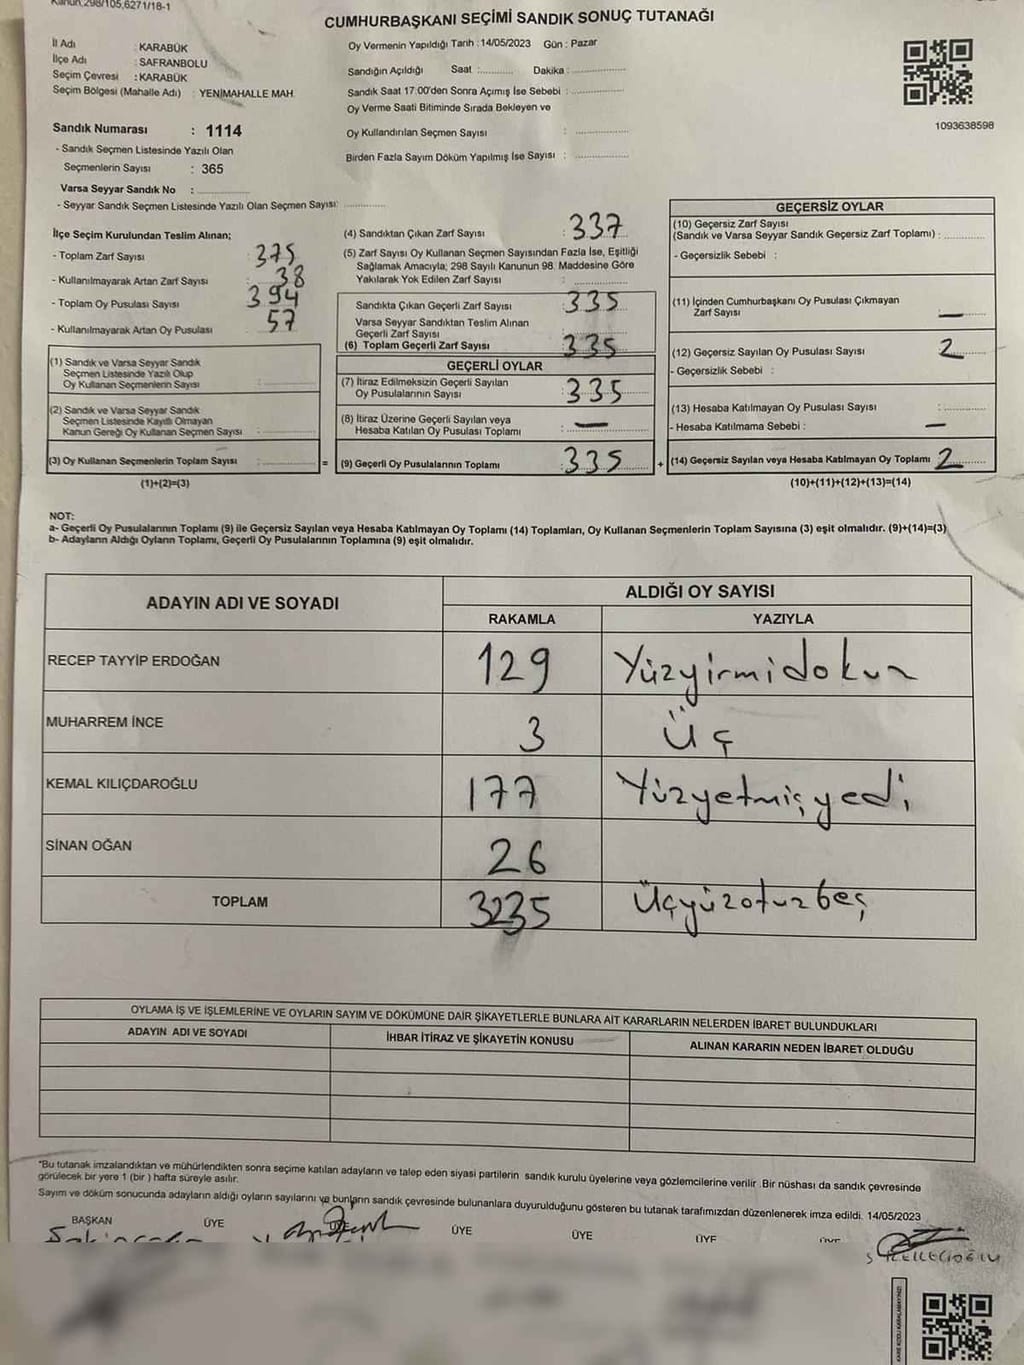 Kanun,298/105,6271/18-1
CUMHURBAŞKANI SEÇİMİ SANDIK SONUÇ TUTANAĞI
İl Adı : KARABÜK
İlçe Adı : SAFRANBOLU
Seçim Çevresi : KARABÜK
Seçim Bölgesi (Mahalle Adı) : YENİMAHALLE MAH.
Sandık Numarası : 1114
- Sandık Seçmen Listesinde Yazılı Olan
Seçmenlerin Sayısı : 365
Varsa Seyyar Sandık No :
- Seyyar Sandık Seçmen Listesinde Yazılı Olan Seçmen Sayısı:
Oy Vermenin Yapıldığı Tarih :14/05/2023 Gün : Pazar
Sandığın Açıldığı Saat : Dakika :
Sandık Saat 17:00'den Sonra Açımış İse Sebebi :
Oy Verme Saati Bitiminde Sırada Bekleyen ve
Oy Kullandırılan Seçmen Sayısı :
Birden Fazla Sayım Döküm Yapılmış İse Sayısı :
1093638598
İlçe Seçim Kurulundan Teslim Alınan;
- Toplam Zarf Sayısı : 375
- Kullanılmayarak Artan Zarf Sayısı : 38
- Toplam Oy Pusulası Sayısı : 394
- Kullanılmayarak Artan Oy Pusulası : 57
(1) Sandık ve Varsa Seyyar Sandık
Seçmen Listesinde Yazılı Olup
Oy Kullanan Seçmenlerin Sayısı :
(2) Sandık ve Varsa Seyyar Sandık
Seçmen Listesinde Kayıtlı Olmayan
Kanun Gereği Oy Kullanan Seçmen Sayısı :
(3) Oy Kullanan Seçmenlerin Toplam Sayısı : =
(1)+(2)=(3)
(4) Sandıktan Çıkan Zarf Sayısı : 337
(5) Zarf Sayısı Oy Kullanan Seçmen Sayısından Fazla İse, Eşitliği
Sağlamak Amacıyla; 298 Sayılı Kanunun 98. Maddesine Göre
Yakılarak Yok Edilen Zarf Sayısı :
Sandıkta Çıkan Geçerli Zarf Sayısı : 335
Varsa Seyyar Sandıktan Teslim Alınan
Geçerli Zarf Sayısı :
(6) Toplam Geçerli Zarf Sayısı : 335
GEÇERLİ OYLAR
(7) İtiraz Edilmeksizin Geçerli Sayılan
Oy Pusulalarının Sayısı : 335
(8) İtiraz Üzerine Geçerli Sayılan veya
Hesaba Katılan Oy Pusulası Toplamı : —
(9) Geçerli Oy Pusulalarının Toplamı : 335 +
GEÇERSİZ OYLAR
(10) Geçersiz Zarf Sayısı
(Sandık ve Varsa Seyyar Sandık Geçersiz Zarf Toplamı) :
- Geçersizlik Sebebi :
(11) İçinden Cumhurbaşkanı Oy Pusulası Çıkmayan
Zarf Sayısı : —
(12) Geçersiz Sayılan Oy Pusulası Sayısı : 2
- Geçersizlik Sebebi :
(13) Hesaba Katılmayan Oy Pusulası Sayısı :
- Hesaba Katılmama Sebebi : —
(14) Geçersiz Sayılan veya Hesaba Katılmayan Oy Toplamı : 2
(10)+(11)+(12)+(13)=(14)
NOT:
a- Geçerli Oy Pusulalarının Toplamı (9) ile Geçersiz Sayılan veya Hesaba Katılmayan Oy Toplamı (14) Toplamları, Oy Kullanan Seçmenlerin Toplam Sayısına (3) eşit olmalıdır. (9)+(14)=(3)
b- Adayların Aldığı Oyların Toplamı, Geçerli Oy Pusulalarının Toplamına (9) eşit olmalıdır.
ADAYIN ADI VE SOYADI ALDIĞI OY SAYISI
RAKAMLA YAZIYLA
RECEP TAYYİP ERDOĞAN 129 Yüzyirmidokuz
MUHARREM İNCE 3 Üç
KEMAL KILIÇDAROĞLU 177 Yüzyetmişyedi
SİNAN OĞAN 26
TOPLAM 3235 Üçyüzotuzbeş
OYLAMA İŞ VE İŞLEMLERİNE VE OYLARIN SAYIM VE DÖKÜMÜNE DAİR ŞİKAYETLERLE BUNLARA AİT KARARLARIN NELERDEN İBARET BULUNDUKLARI
ADAYIN ADI VE SOYADI İHBAR İTİRAZ VE ŞİKAYETİN KONUSU ALINAN KARARIN NEDEN İBARET OLDUĞU
*Bu tutanak imzalandıktan ve mühürlendikten sonra seçime katılan adayların ve talep eden siyasi partilerin sandık kurulu üyelerine veya gözlemcilerine verilir .Bir nüshası da sandık çevresinde
görülecek bir yere 1 (bir ) hafta süreyle asılır.
Sayım ve döküm sonucunda adayların aldığı oyların sayılarını ve bunların sandık çevresinde bulunanlara duyurulduğunu gösteren bu tutanak tarafımızdan düzenlenerek imza edildi. 14/05/2023
BAŞKAN ÜYE ÜYE ÜYE ÜYE ÜYE